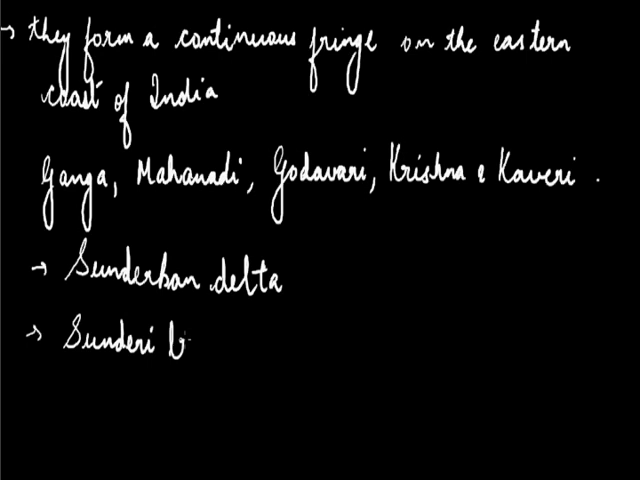 → they form a continuous fringe on the eastern
coast of India
Ganga, Mahanadi, Godavari, Krishna & Kaveri .
→ Sunderban delta
→ Sunderi